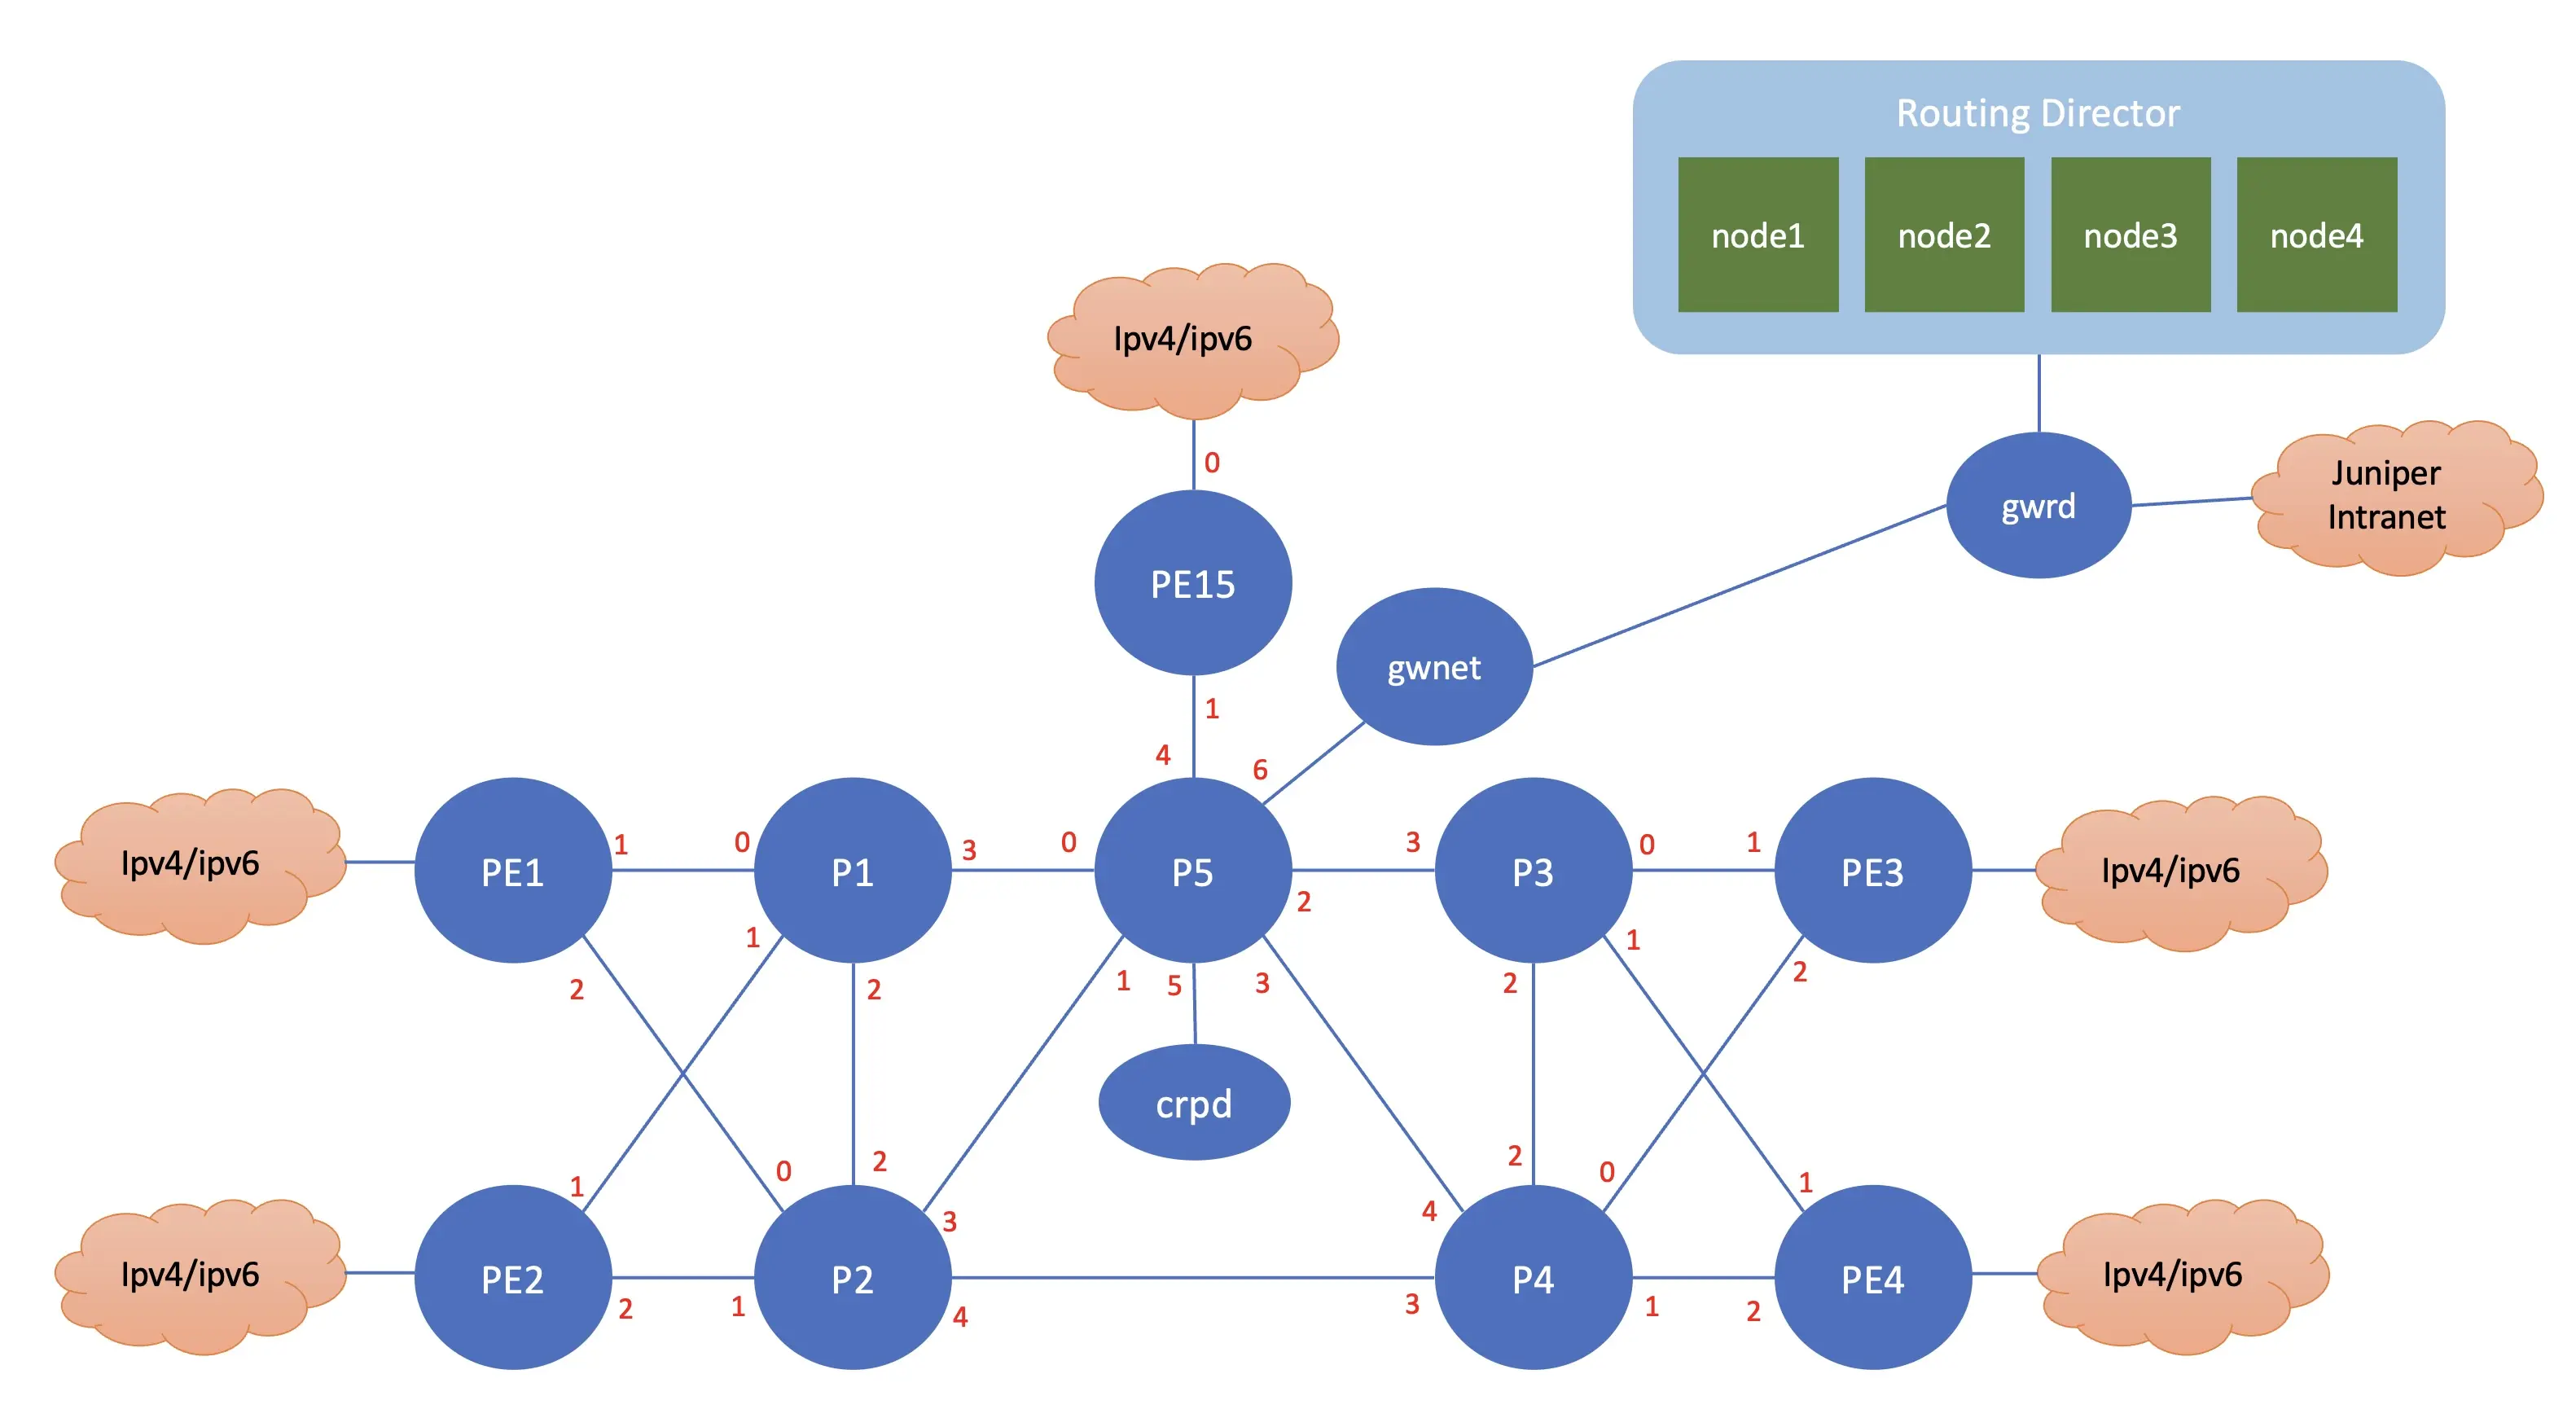 Routing Director
node1
node2
node3
node4
Ipv4/ipv6
0
Juniper
Intranet
gwrd
PE15
gwnet
1
4
6
Ipv4/ipv6
PE1
1
0
P1
3
0
P5
2
3
P3
0
1
PE3
Ipv4/ipv6
2
1
2
1
5
3
2
1
2
crpd
1
0
2
3
4
2
0
1
Ipv4/ipv6
PE2
2
1
P2
4
3
P4
1
2
PE4
Ipv4/ipv6